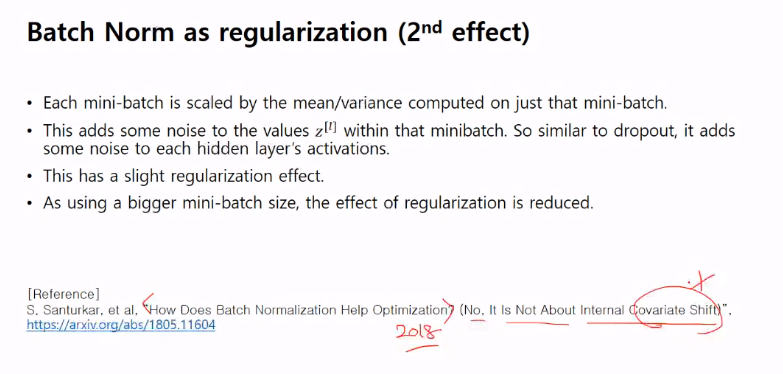 Batch Norm as regularization (2nd effect)
• Each mini-batch is scaled by the mean/variance computed on just that mini-batch.
• This adds some noise to the values z^[l] within that minibatch. So similar to dropout, it adds
some noise to each hidden layer's activations.
• This has a slight regularization effect.
• As using a bigger mini-batch size, the effect of regularization is reduced.
[Reference]
S. Santurkar, et al. "How Does Batch Normalization Help Optimization? (No, It Is Not About Internal Covariate Shift)",
https://arxiv.org/abs/1805.11604
2018